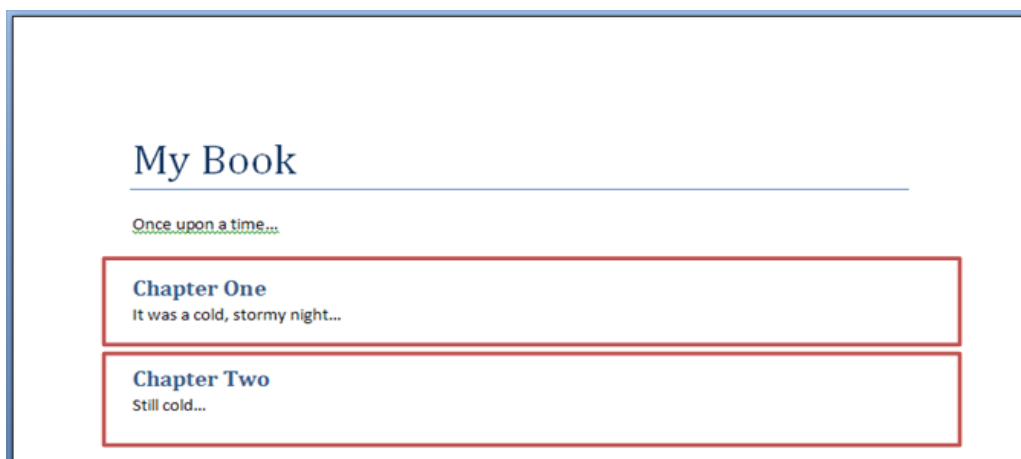 My Book
Once upon a time...
Chapter One
It was a cold, stormy night...
Chapter Two
Still cold...